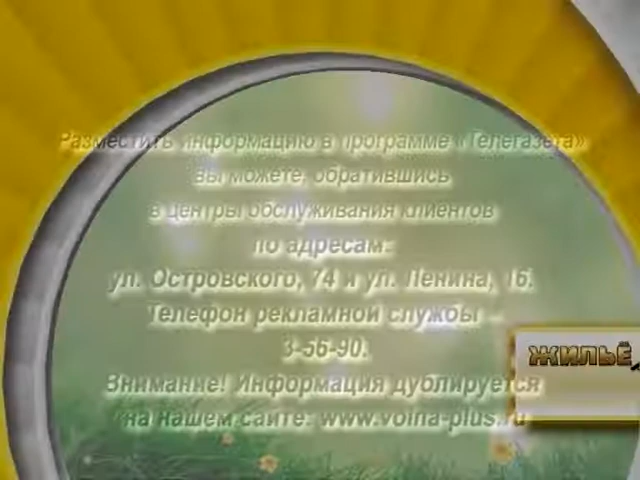 Разместить информацию в программе «Телегазета»
вы можете, обратившись
в центры обслуживания клиентов
по адресам:
ул. Островского, 74 и ул. Ленина, 16.
Телефон рекламной службы -
3-56-90.
Внимание! Информация дублируется
на нашем сайте: www.volna-plus.ru
ЖИЛЬЁ